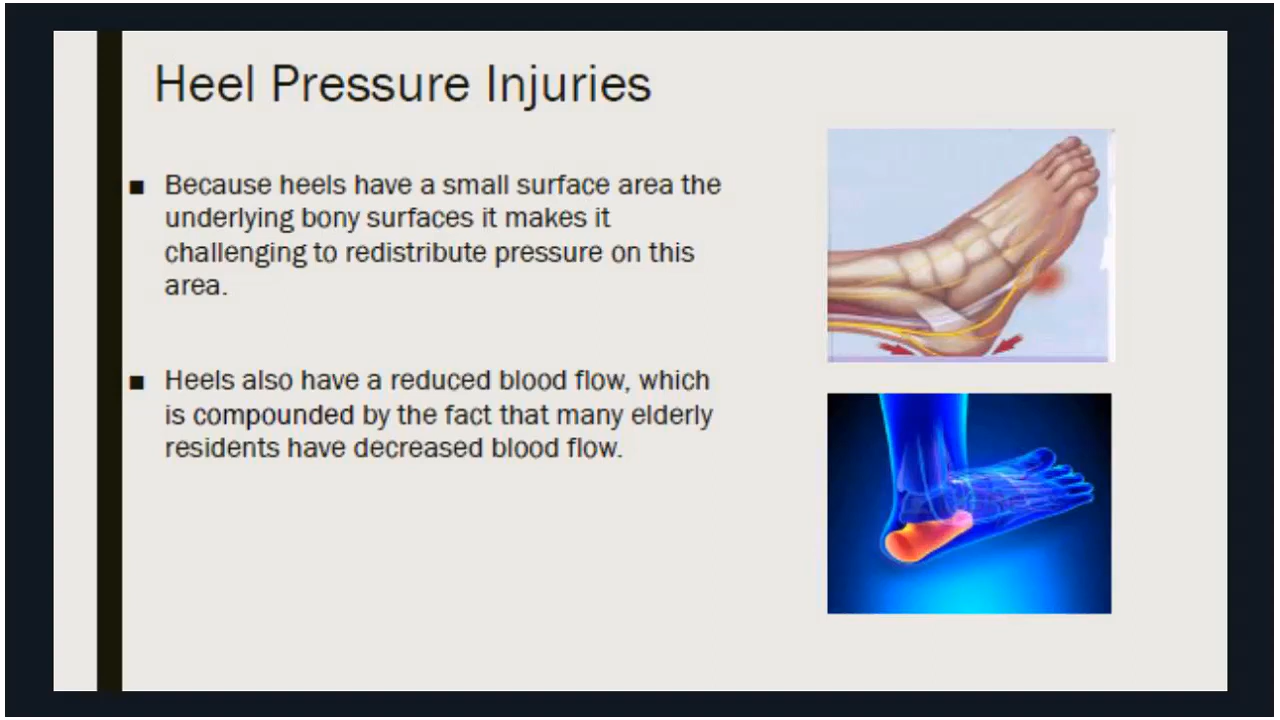 Heel Pressure Injuries
■ Because heels have a small surface area the
underlying bony surfaces it makes it
challenging to redistribute pressure on this
area.
■ Heels also have a reduced blood flow, which
is compounded by the fact that many elderly
residents have decreased blood flow.